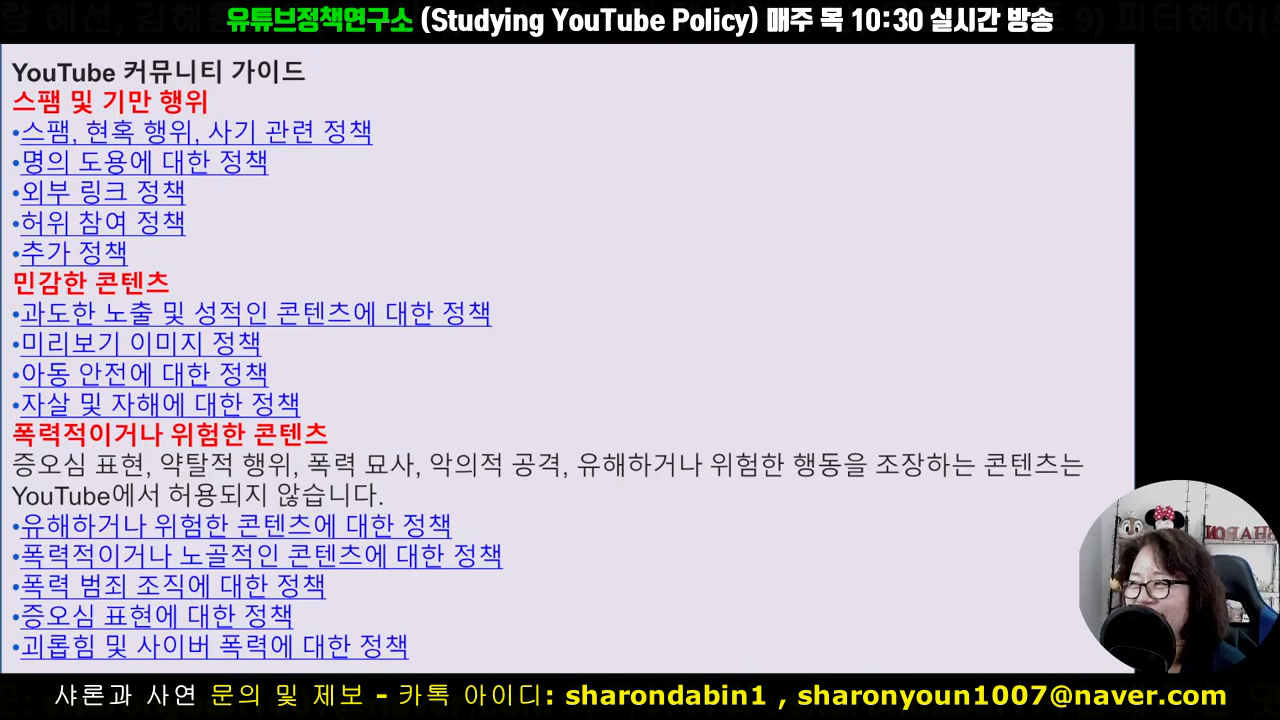 유튜브정책연구소 (Studying YouTube Policy) 매주 목 10:30 실시간 방송
YouTube 커뮤니티 가이드
스팸 및 기만 행위
•스팸, 현혹 행위, 사기 관련 정책
•명의 도용에 대한 정책
•외부 링크 정책
•허위 참여 정책
•추가 정책
민감한 콘텐츠
•과도한 노출 및 성적인 콘텐츠에 대한 정책
•미리보기 이미지 정책
•아동 안전에 대한 정책
•자살 및 자해에 대한 정책
폭력적이거나 위험한 콘텐츠
증오심 표현, 약탈적 행위, 폭력 묘사, 악의적 공격, 유해하거나 위험한 행동을 조장하는 콘텐츠는
YouTube에서 허용되지 않습니다.
•유해하거나 위험한 콘텐츠에 대한 정책
•폭력적이거나 노골적인 콘텐츠에 대한 정책
•폭력 범죄 조직에 대한 정책
•증오심 표현에 대한 정책
•괴롭힘 및 사이버 폭력에 대한 정책
샤론과 사연 문의 및 제보 - 카톡 아이디: sharondabin1 , sharonyoun1007@naver.com